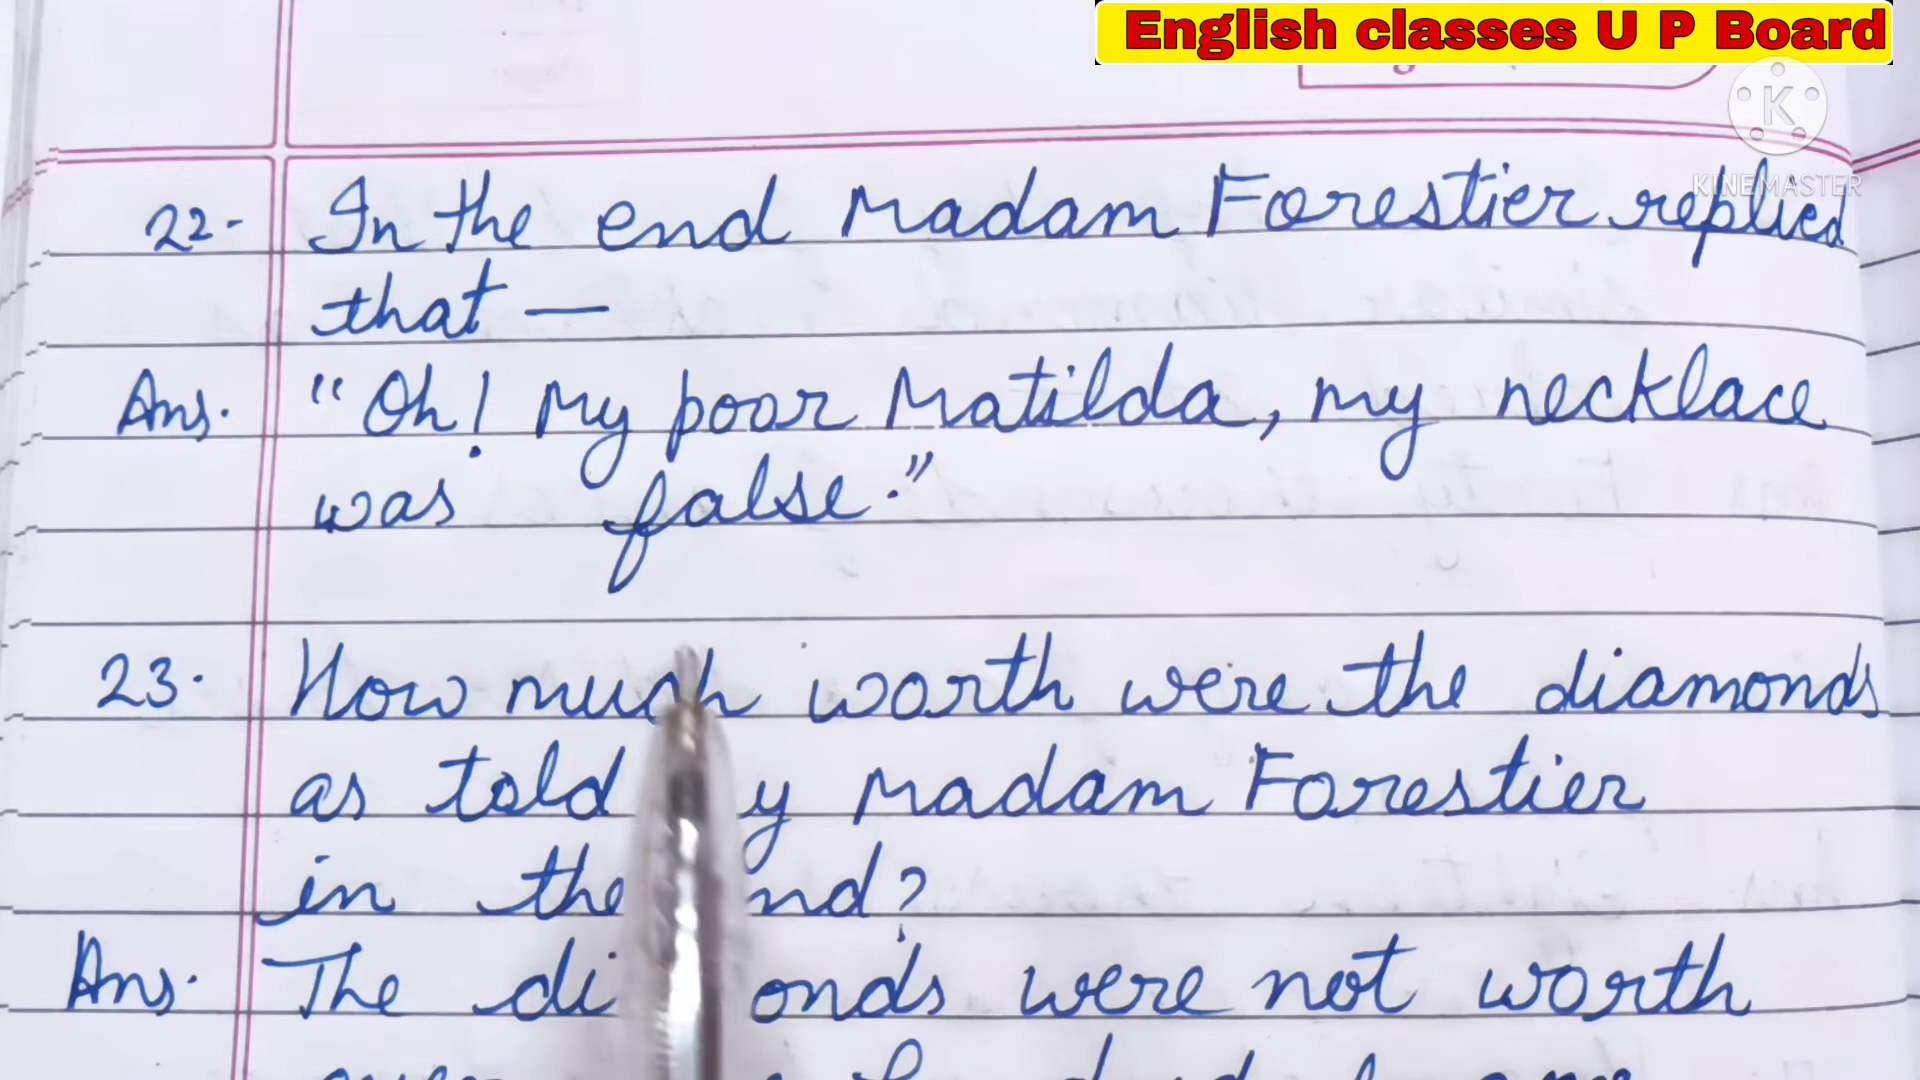 English classes U P Board
K
KINEMASTER
22- In the end Madam Forestier replied
that —
Ans. "Oh! My poor Matilda, my necklace
was false."
23. How much worth were the diamonds
as told y Madam Forestier
in the nd?
Ans. The di onds were not worth